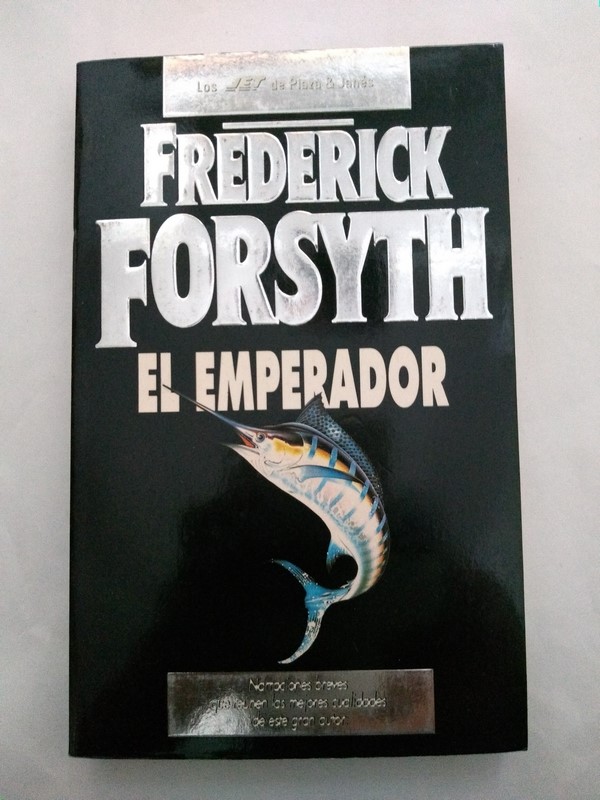 Los JET de Plaza & Janés
FREDERICK
FORSYTH
EL EMPERADOR
Narraciones breves
que reúnen las mejores cualidades
de este gran autor